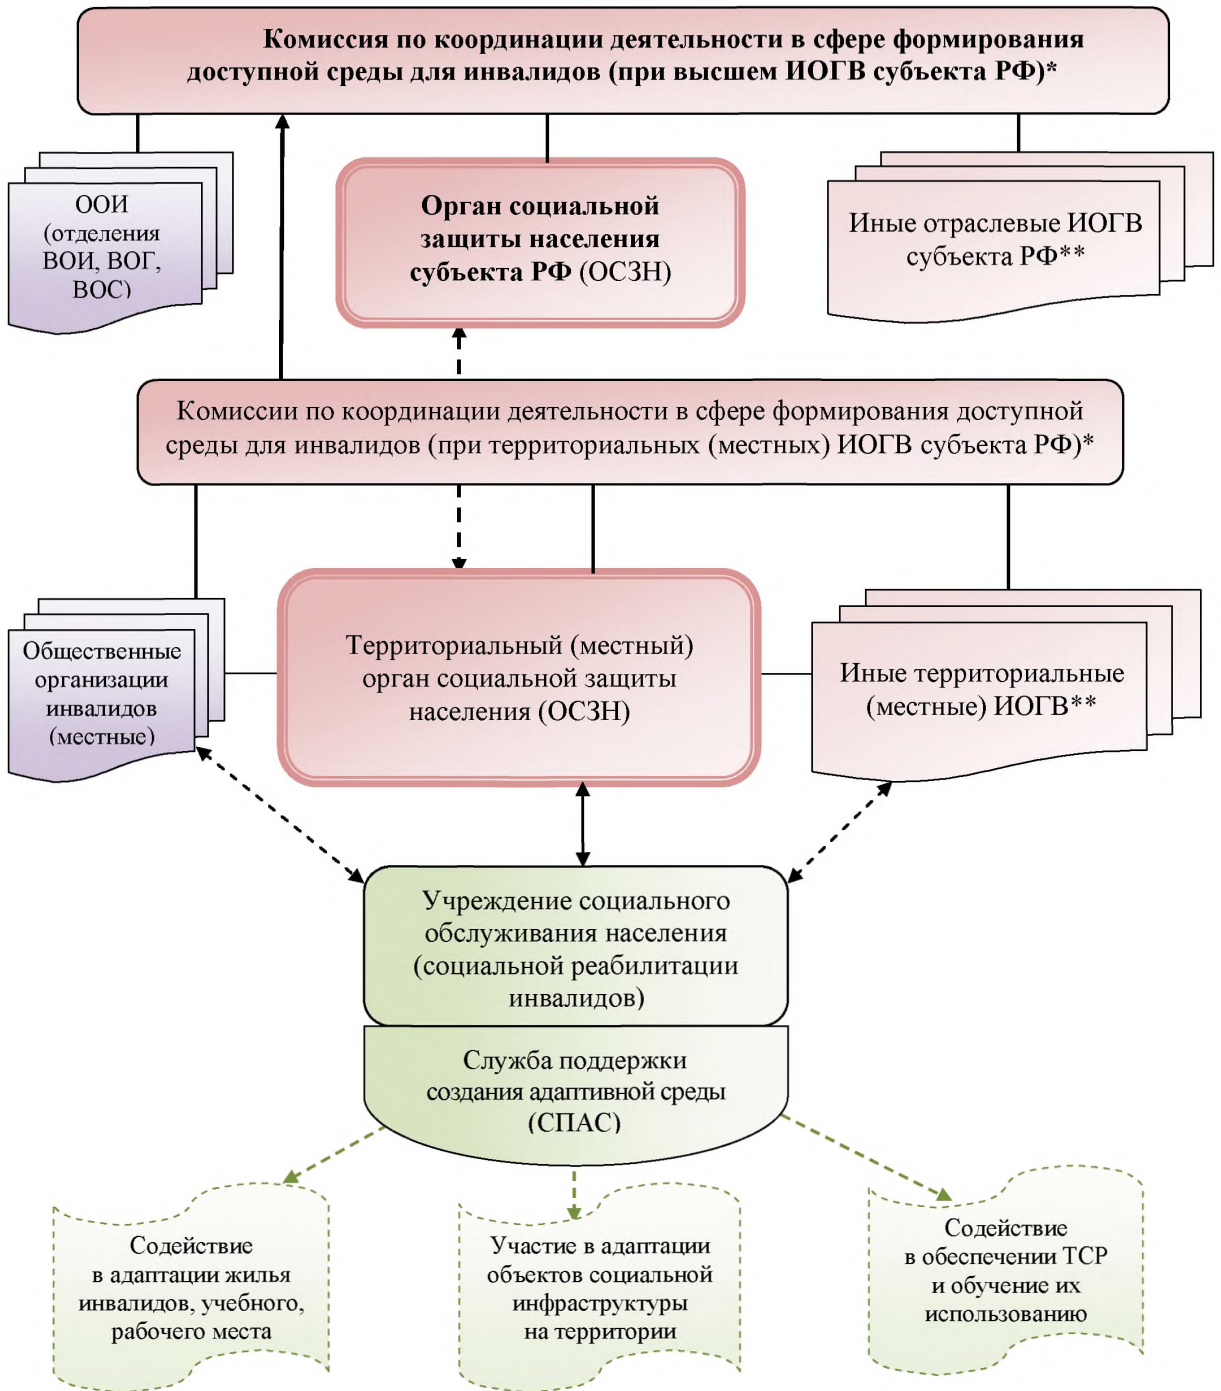 Комиссия по координации деятельности в сфере формирования
доступной среды для инвалидов (при высшем ИОГВ субъекта РФ)*
ООИ
(отделения
ВОИ, ВОГ,
ВОС)
Орган социальной
защиты населения
субъекта РФ (ОСЗН)
Иные отраслевые ИОГВ
субъекта РФ**
Комиссии по координации деятельности в сфере формирования доступной
среды для инвалидов (при территориальных (местных) ИОГВ субъекта РФ)*
Общественные
организации
инвалидов
(местные)
Территориальный (местный)
орган социальной защиты
населения (ОСЗН)
Иные территориальные
(местные) ИОГВ**
Учреждение социального
обслуживания населения
(социальной реабилитации
инвалидов)
Служба поддержки
создания адаптивной среды
(СПАС)
Содействие
в адаптации жилья
инвалидов, учебного,
рабочего места
Участие в адаптации
объектов социальной
инфраструктуры
на территории
Содействие
в обеспечении ТСР
и обучение их
использованию